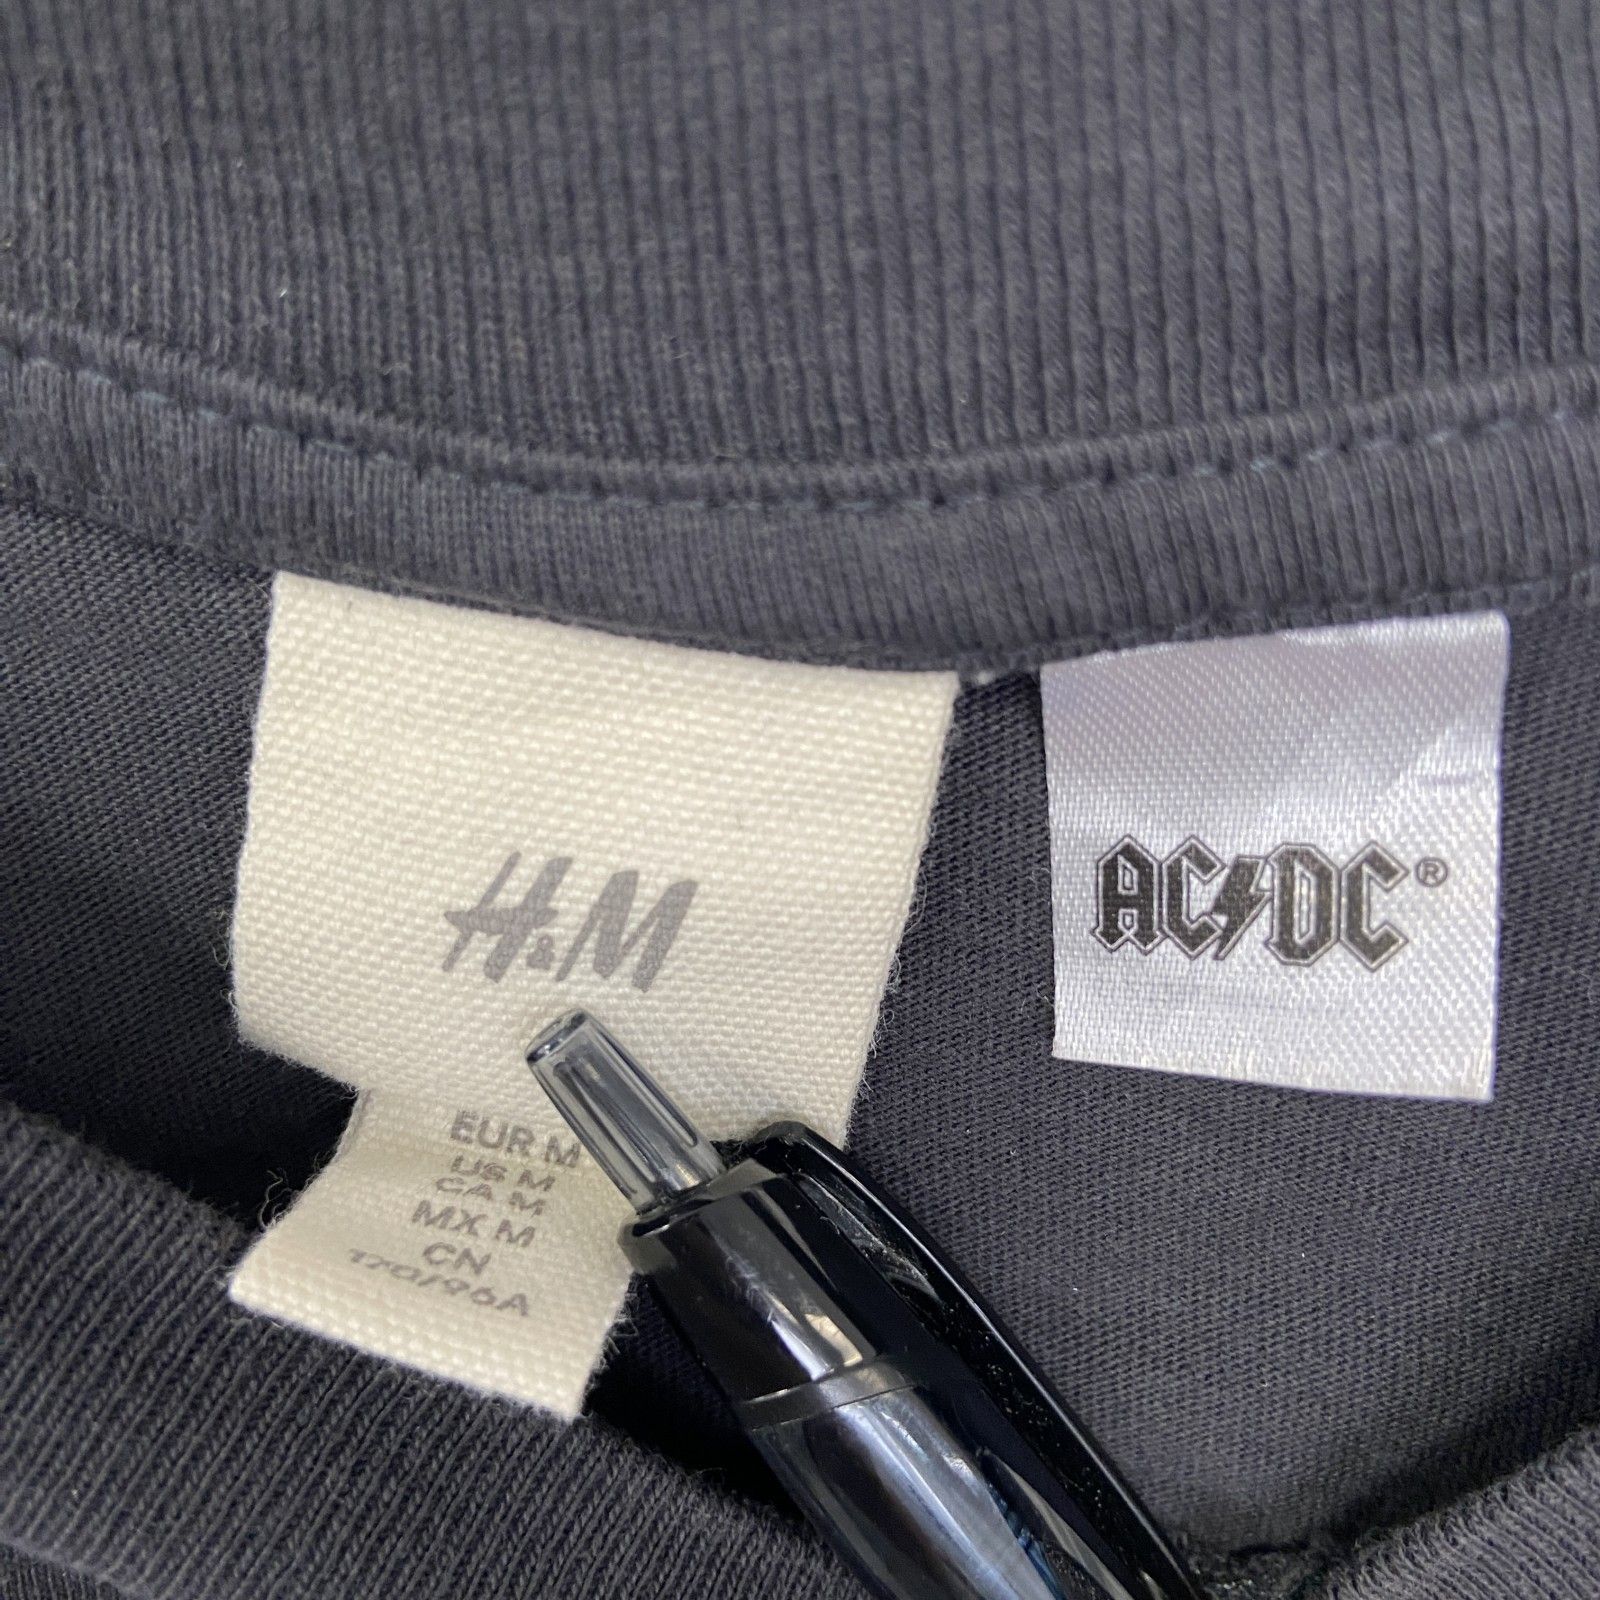 H&M
AC⚡DC®
EUR M
US M
CA M
MX M
CN
170/96A